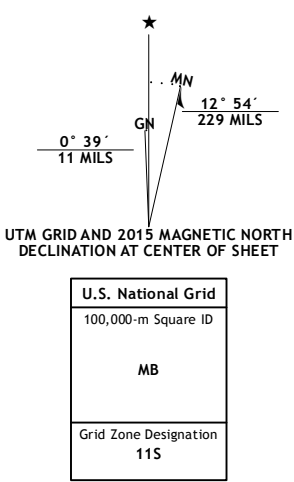 ★
MN
12° 54´
229 MILS
GN
0° 39´
11 MILS
UTM GRID AND 2015 MAGNETIC NORTH
DECLINATION AT CENTER OF SHEET
U.S. National Grid
100,000-m Square ID
MB
Grid Zone Designation
11S